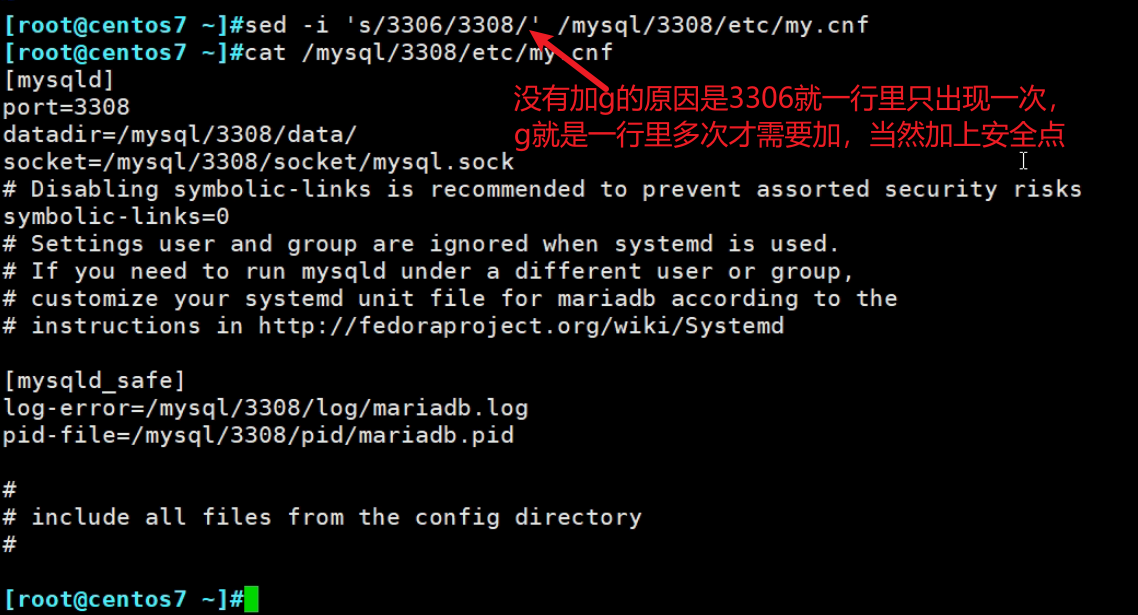 [root@centos7 ~]#sed -i 's/3306/3308/' /mysql/3308/etc/my.cnf
[root@centos7 ~]#cat /mysql/3308/etc/my.cnf
[mysqld]
没有加g的原因是3306就一行里只出现一次，
port=3308
g就是一行里多次才需要加，当然加上安全点
datadir=/mysql/3308/data/
socket=/mysql/3308/socket/mysql.sock
# Disabling symbolic-links is recommended to prevent assorted security risks
symbolic-links=0
# Settings user and group are ignored when systemd is used.
# If you need to run mysqld under a different user or group,
# customize your systemd unit file for mariadb according to the
# instructions in http://fedoraproject.org/wiki/Systemd
[mysqld_safe]
log-error=/mysql/3308/log/mariadb.log
pid-file=/mysql/3308/pid/mariadb.pid
#
# include all files from the config directory
#
[root@centos7 ~]#